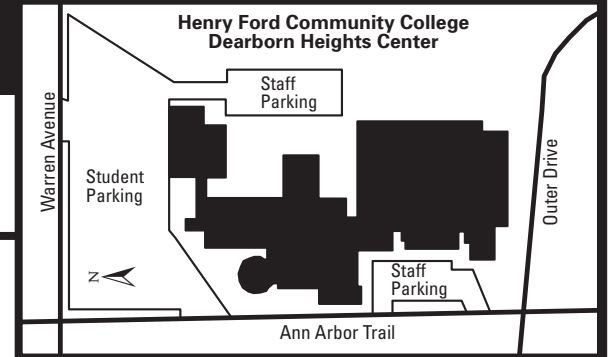 Henry Ford Community College
Dearborn Heights Center
Staff
Parking
Warren Avenue
Student
Parking
Outer Drive
N
Staff
Parking
Ann Arbor Trail